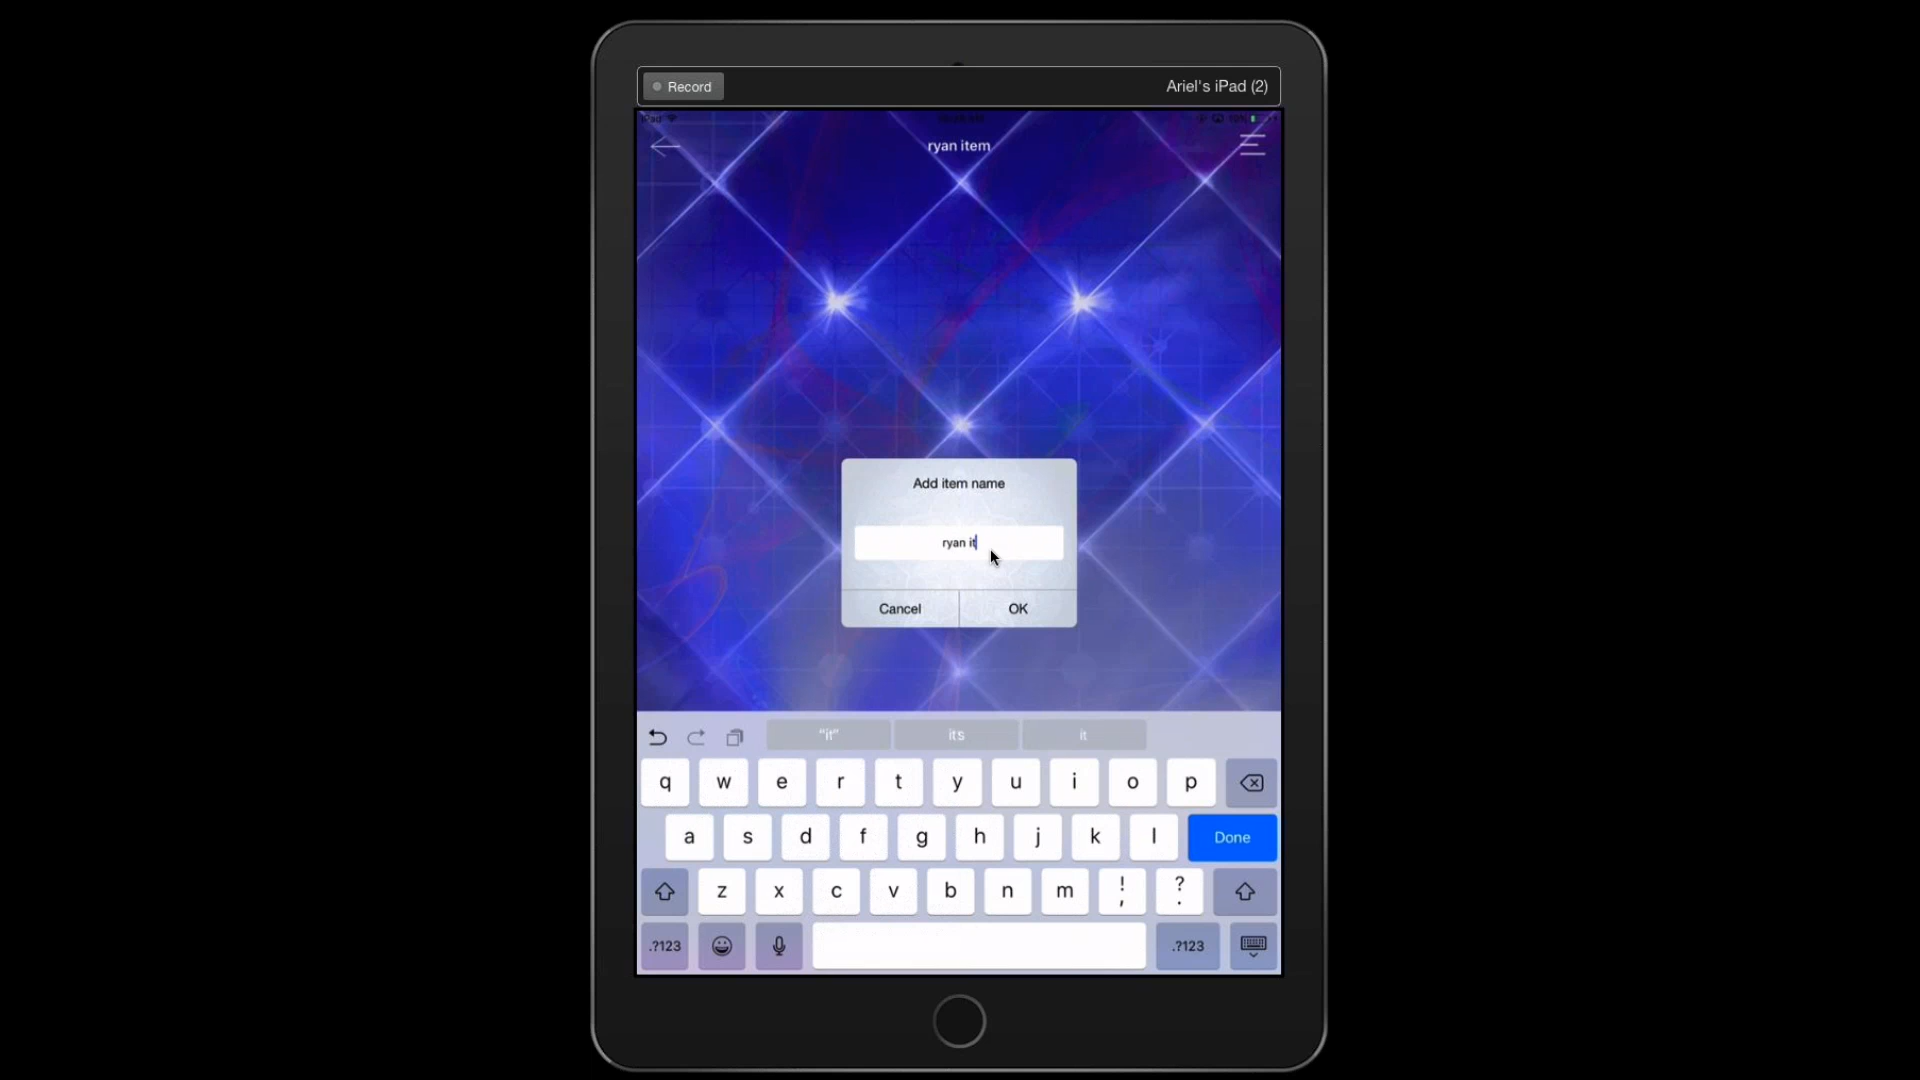 Record
Ariel's iPad (2)
iPad
ryan item
Add item name
ryan it
Cancel
OK
"it"
its
it
q w e r t y u i o p
a s d f g h j k l
Done
z x c v b n m ! , ? .
.?123
.?123